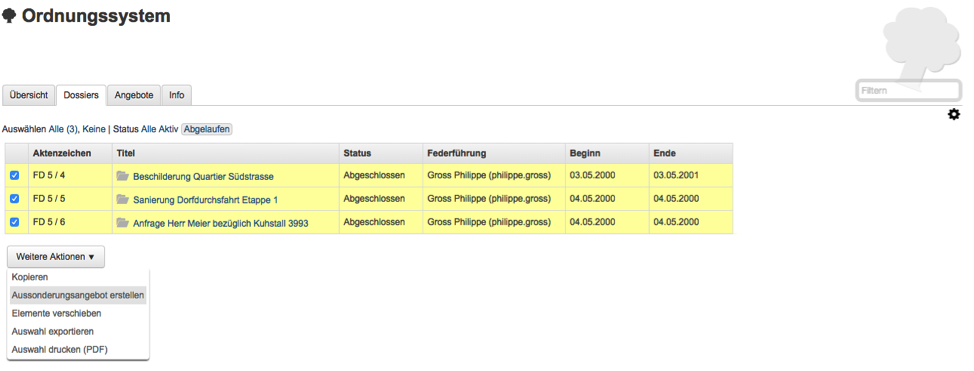 Ordnungssystem
Übersicht Dossiers Angebote Info
Filtern
Auswählen Alle (3), Keine | Status Alle Aktiv Abgelaufen
Aktenzeichen Titel Status Federführung Beginn Ende
FD 5 / 4 Beschilderung Quartier Südstrasse Abgeschlossen Gross Philippe (philippe.gross) 03.05.2000 03.05.2001
FD 5 / 5 Sanierung Dorfdurchsfahrt Etappe 1 Abgeschlossen Gross Philippe (philippe.gross) 04.05.2000 04.05.2000
FD 5 / 6 Anfrage Herr Meier bezüglich Kuhstall 3993 Abgeschlossen Gross Philippe (philippe.gross) 04.05.2000 04.05.2000
Weitere Aktionen ▼
Kopieren
Aussonderungsangebot erstellen
Elemente verschieben
Auswahl exportieren
Auswahl drucken (PDF)